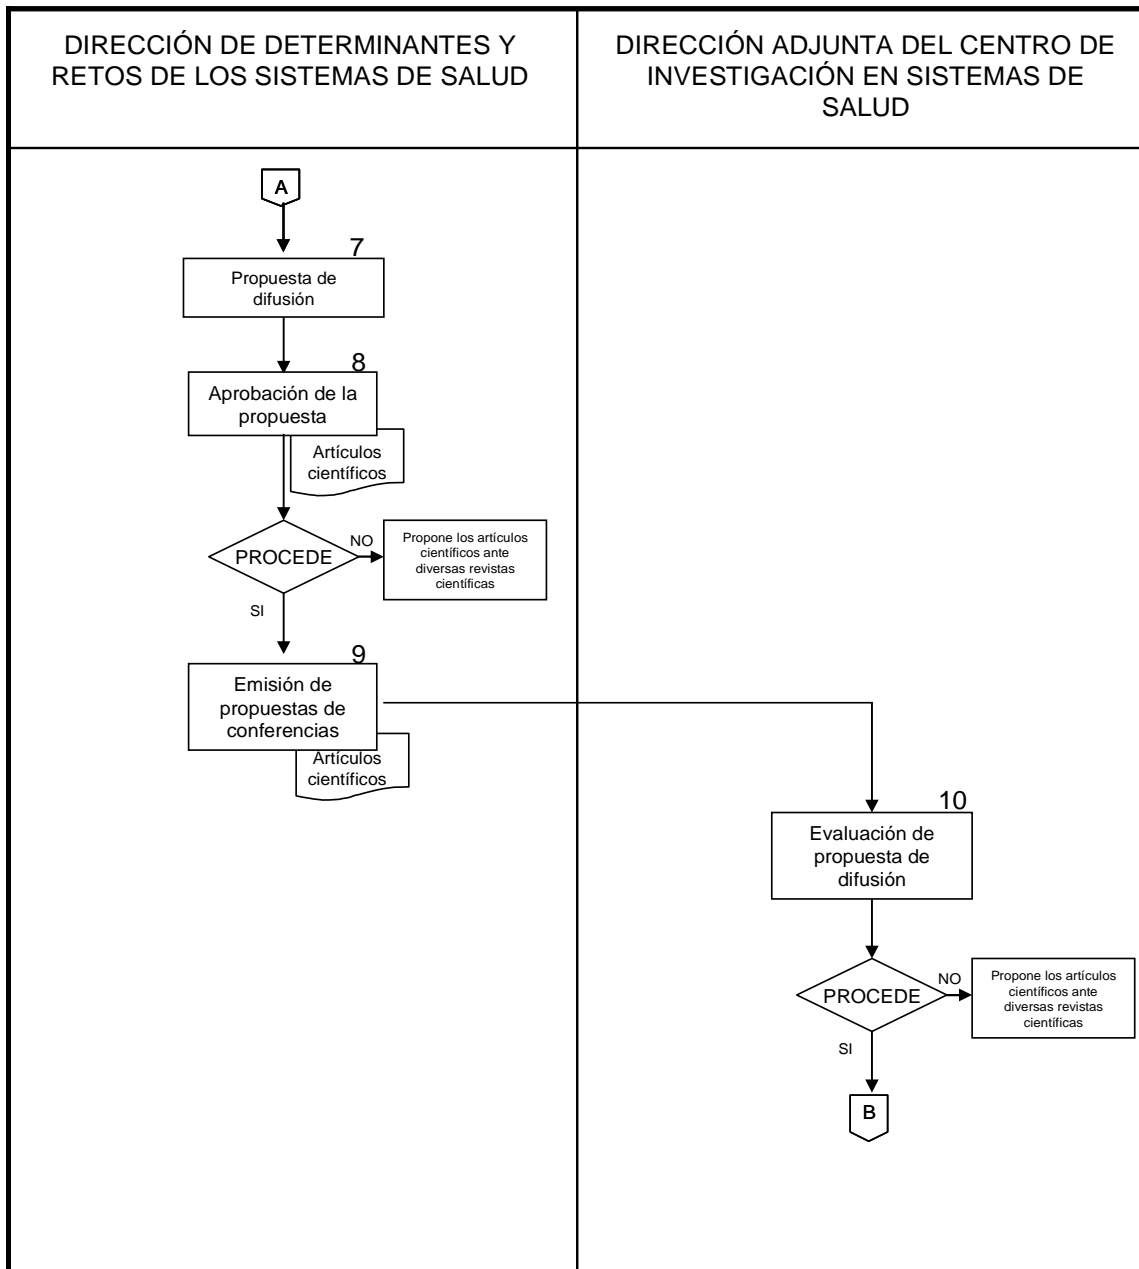 DIRECCIÓN DE DETERMINANTES Y
RETOS DE LOS SISTEMAS DE SALUD
DIRECCIÓN ADJUNTA DEL CENTRO DE
INVESTIGACIÓN EN SISTEMAS DE
SALUD
A
7
Propuesta de
difusión
8
Aprobación de la
propuesta
Artículos
científicos
PROCEDE
NO
Propone los artículos
científicos ante
diversas revistas
científicas
SI
9
Emisión de
propuestas de
conferencias
Artículos
científicos
10
Evaluación de
propuesta de
difusión
PROCEDE
NO
Propone los artículos
científicos ante
diversas revistas
científicas
SI
B